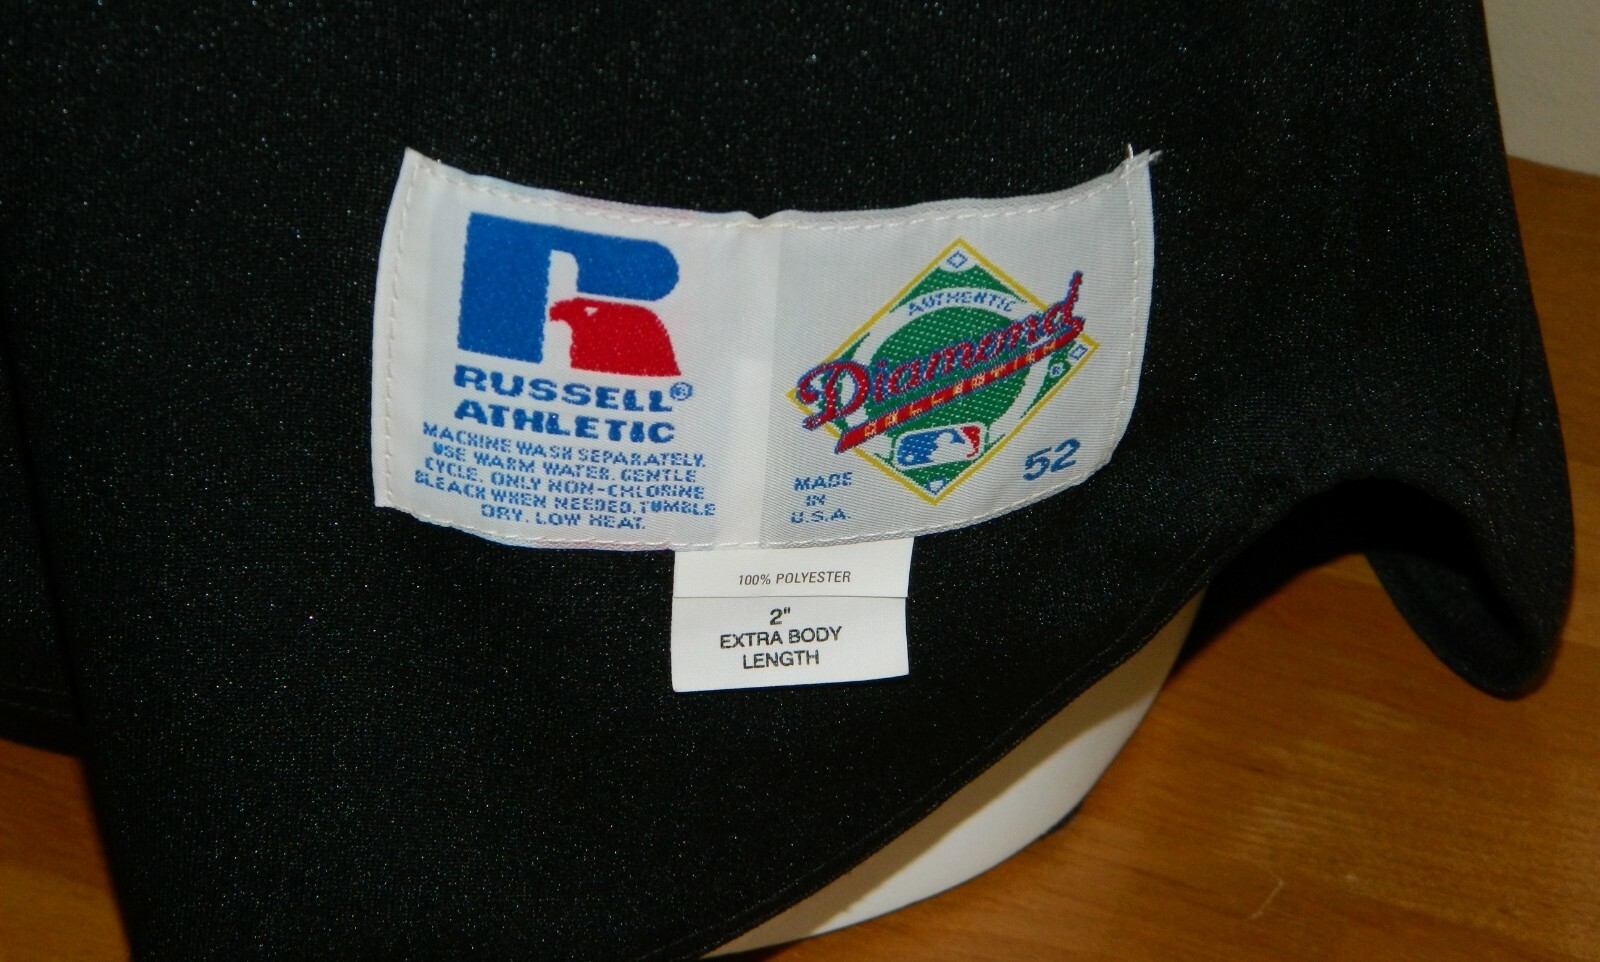 RUSSELL®
ATHLETIC
MACHINE WASH SEPARATELY.
USE WARM WATER. GENTLE
CYCLE. ONLY NON-CHLORINE
BLEACH WHEN NEEDED. TUMBLE
DRY. LOW HEAT.
AUTHENTIC
Diamond
COLLECTION
®
MADE
IN
U.S.A.
52
100% POLYESTER
2"
EXTRA BODY
LENGTH